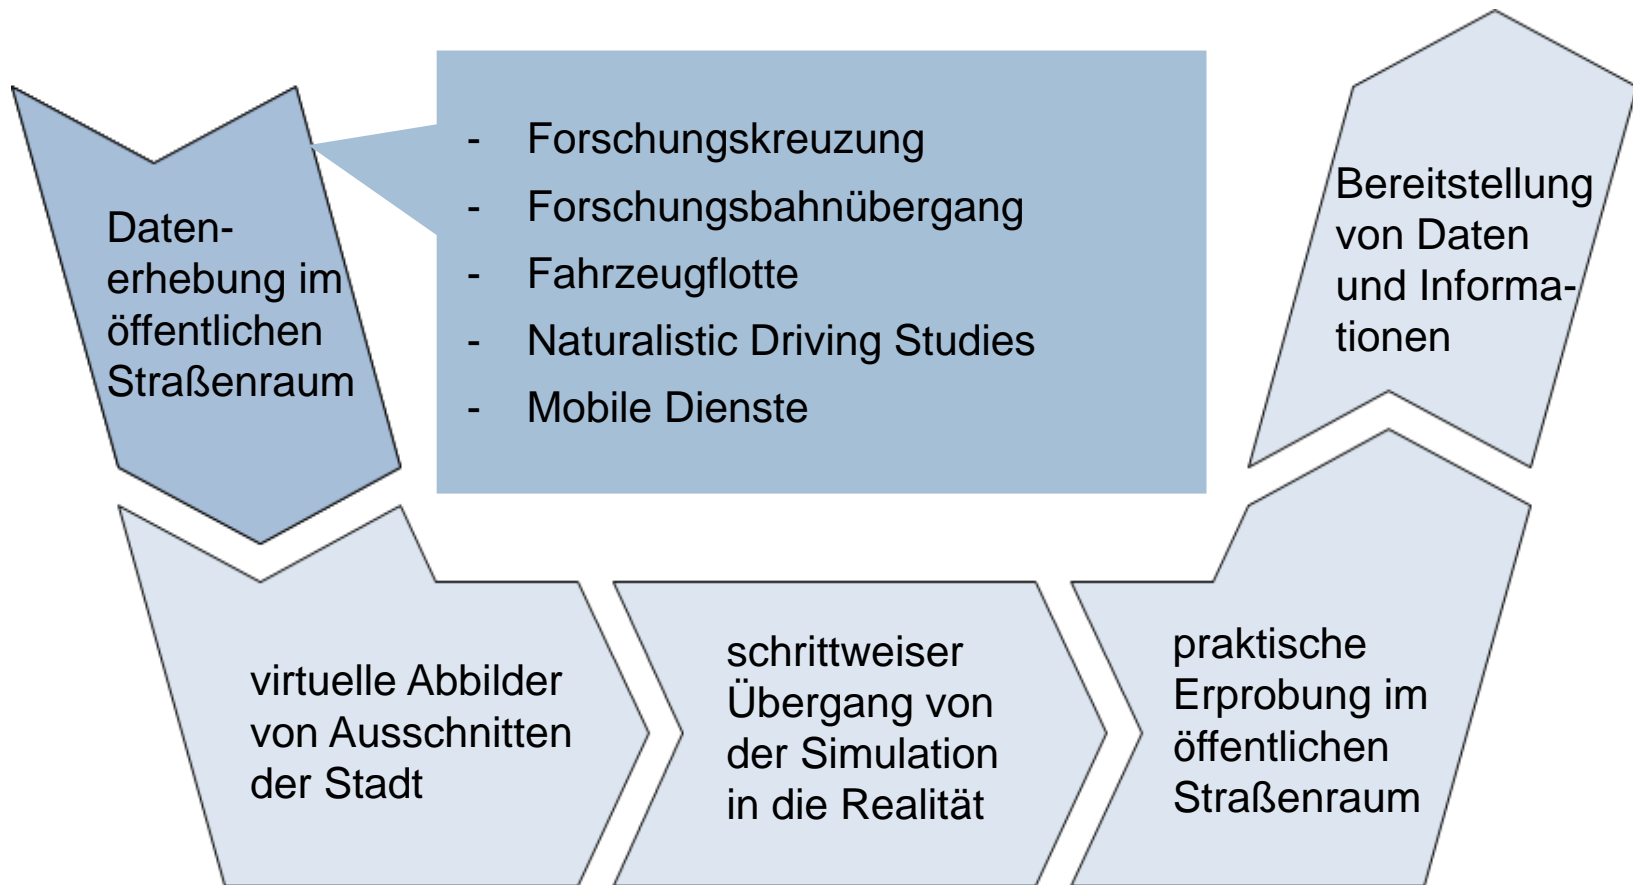 Daten-
erhebung im
öffentlichen
Straßenraum
- Forschungskreuzung
- Forschungsbahnübergang
- Fahrzeugflotte
- Naturalistic Driving Studies
- Mobile Dienste
virtuelle Abbilder
von Ausschnitten
der Stadt
schrittweiser
Übergang von
der Simulation
in die Realität
praktische
Erprobung im
öffentlichen
Straßenraum
Bereitstellung
von Daten
und Informa-
tionen